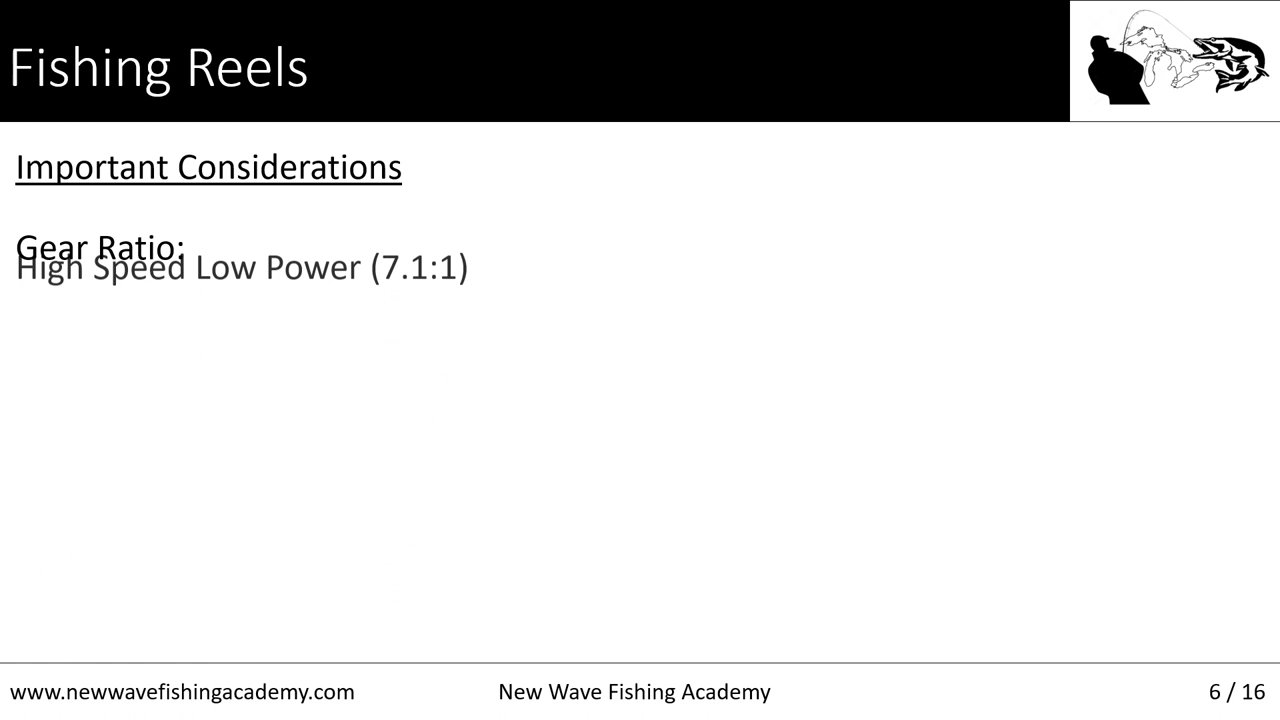 Fishing Reels
Important Considerations
Gear Ratio:
High Speed Low Power (7.1:1)
www.newwavefishingacademy.com
New Wave Fishing Academy
6 / 16